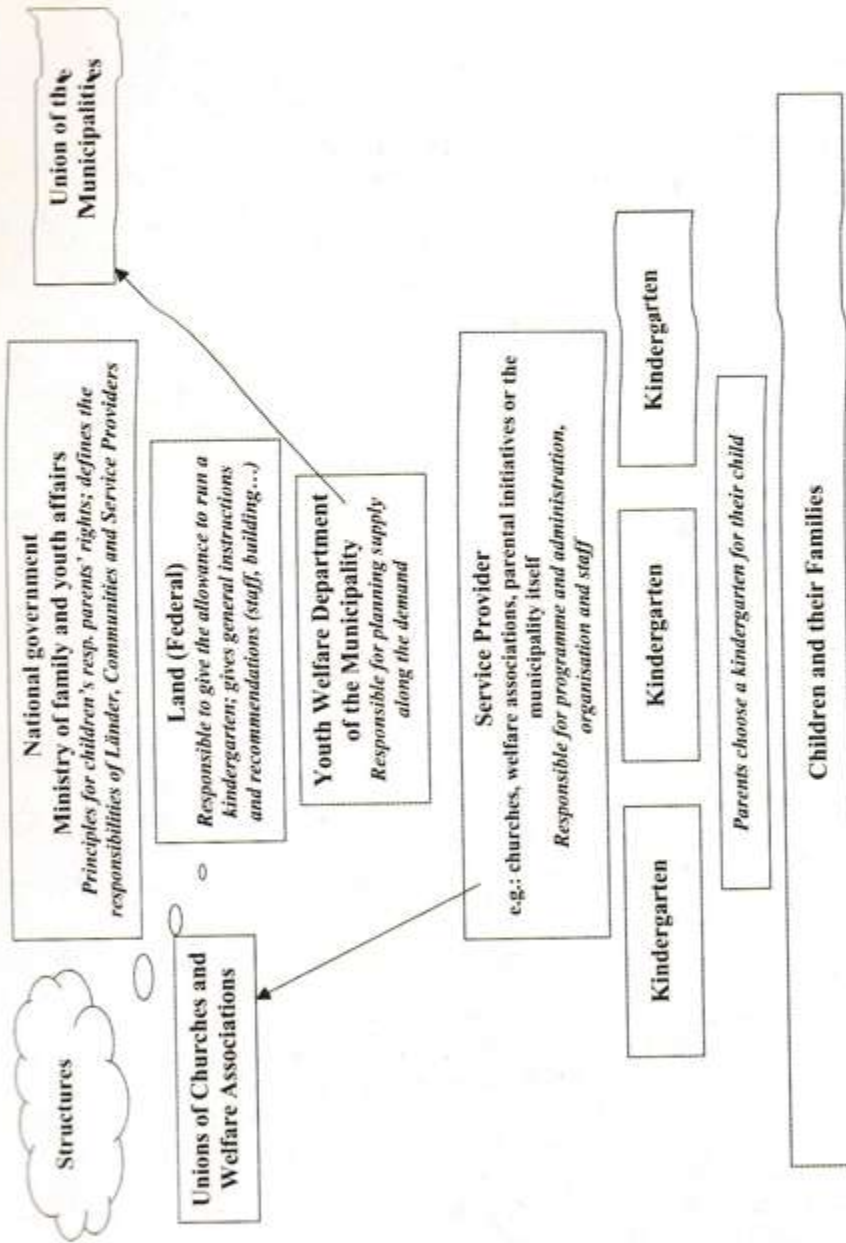 Structures
National government
Ministry of family and youth affairs
Principles for children's resp. parents' rights; defines the
responsibilities of Länder, Communities and Service Providers
Union of the
Municipalities
Unions of Churches and
Welfare Associations
Land (Federal)
Responsible to give the allowance to run a
kindergarten; gives general instructions
and recommendations (staff, building…)
Youth Welfare Department
of the Municipality
Responsible for planning supply
along the demand
Service Provider
e.g.: churches, welfare associations, parental initiatives or the
municipality itself
Responsible for programme and administration,
organisation and staff
Kindergarten
Kindergarten
Kindergarten
Parents choose a kindergarten for their child
Children and their Families